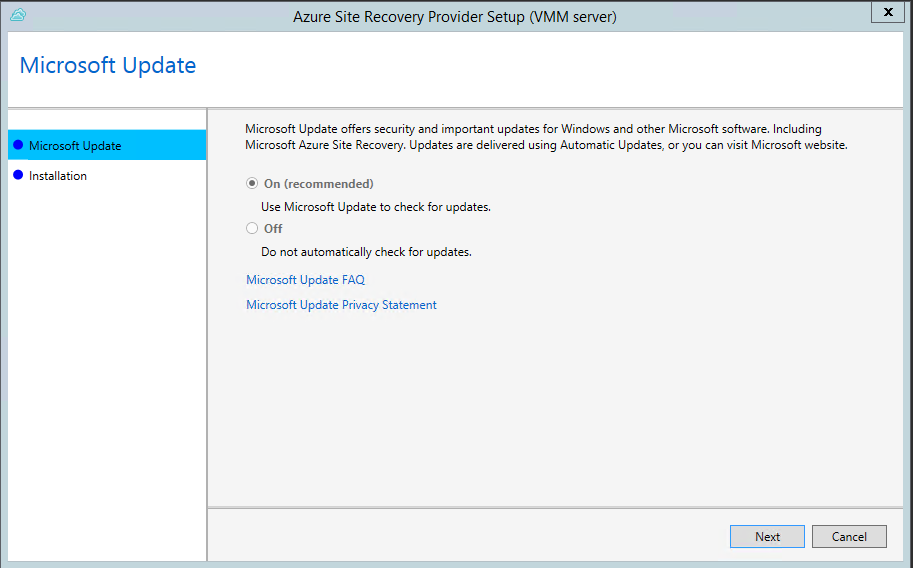 Azure Site Recovery Provider Setup (VMM server)
x
Microsoft Update
Microsoft Update
Installation
Microsoft Update offers security and important updates for Windows and other Microsoft software. Including
Microsoft Azure Site Recovery. Updates are delivered using Automatic Updates, or you can visit Microsoft website.
On (recommended)
Use Microsoft Update to check for updates.
Off
Do not automatically check for updates.
Microsoft Update FAQ
Microsoft Update Privacy Statement
Next
Cancel